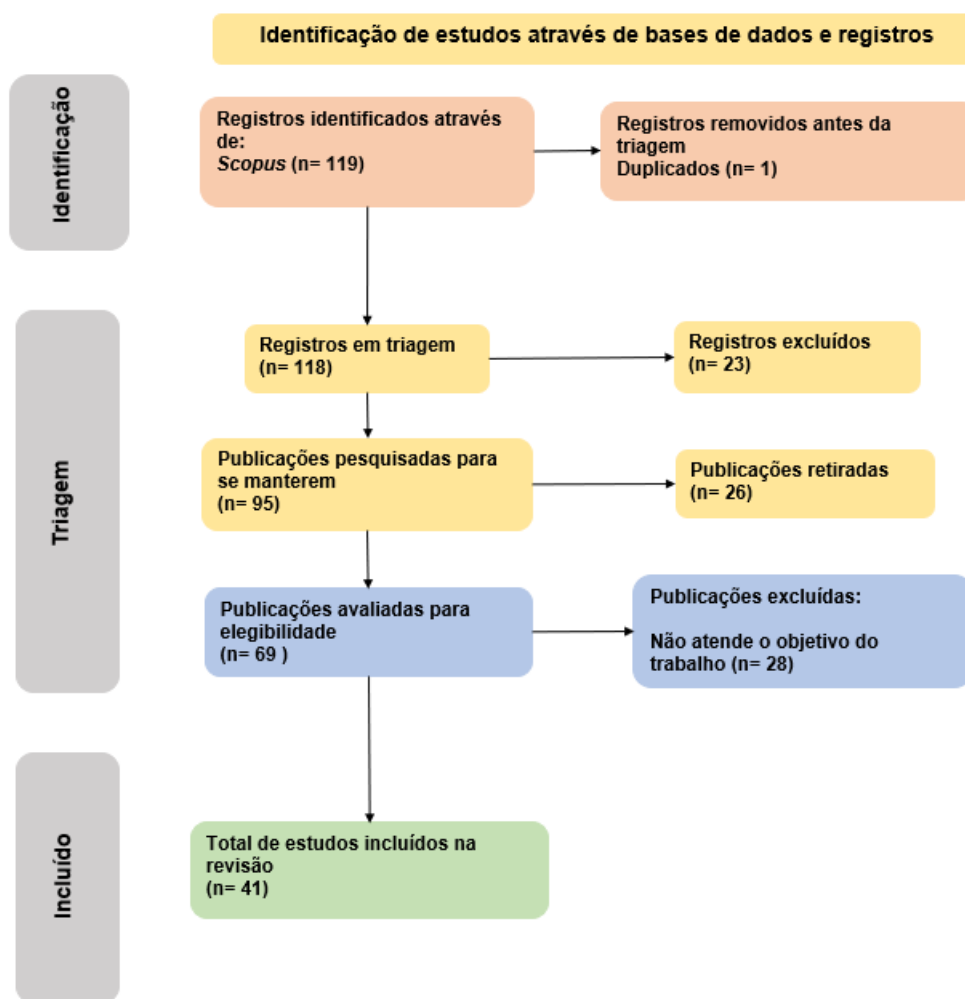 Identificação de estudos através de bases de dados e registros
Identificação
Registros identificados através
de:
Scopus (n= 119)
Registros removidos antes da
triagem
Duplicados (n= 1)
Triagem
Registros em triagem
(n= 118)
Registros excluídos
(n= 23)
Publicações pesquisadas para
se manterem
(n= 95)
Publicações retiradas
(n= 26)
Publicações avaliadas para
elegibilidade
(n= 69 )
Publicações excluídas:
Não atende o objetivo do
trabalho (n= 28)
Incluído
Total de estudos incluídos na
revisão
(n= 41)